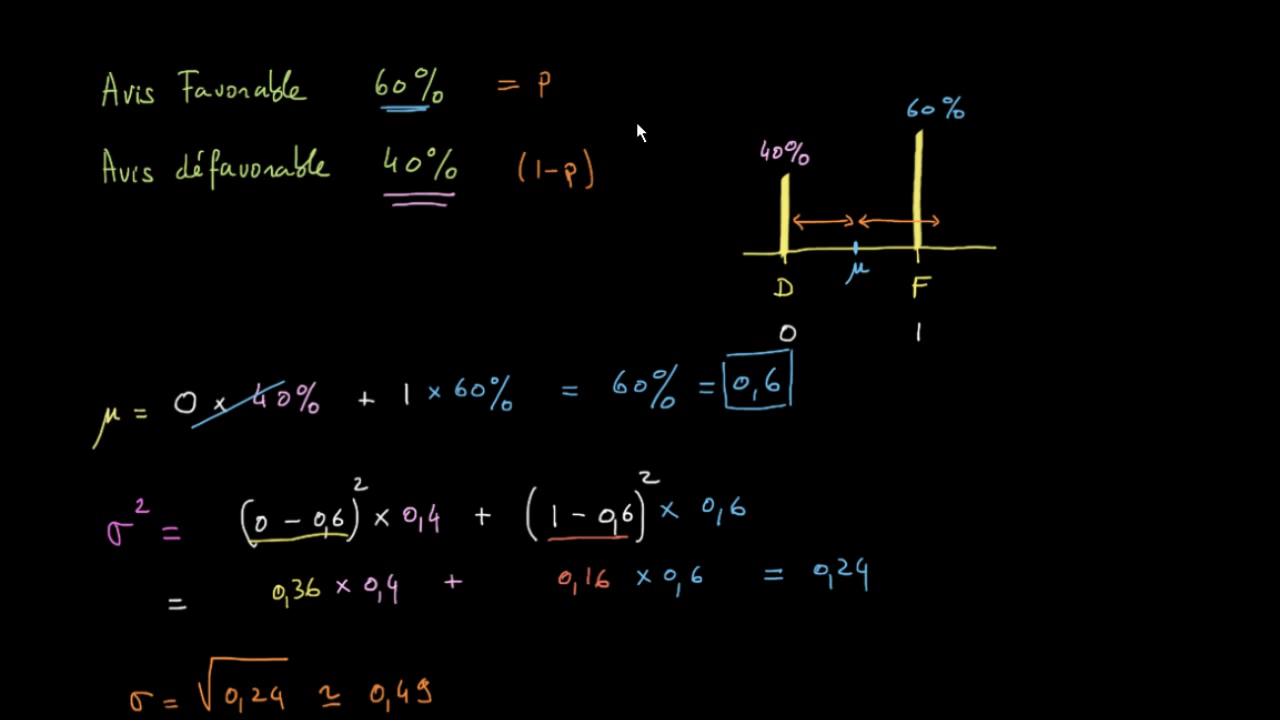 Avis Favorable 60% = p
Avis défavorable 40% (1-p)
60%
40%
μ
D F
0 1
μ = 0 × 40% + 1 × 60% = 60% = 0,6
σ² = (0 - 0,6)² × 0,4 + (1 - 0,6)² × 0,6
= 0,36 × 0,4 + 0,16 × 0,6 = 0,24
σ = √0,24 ≃ 0,49